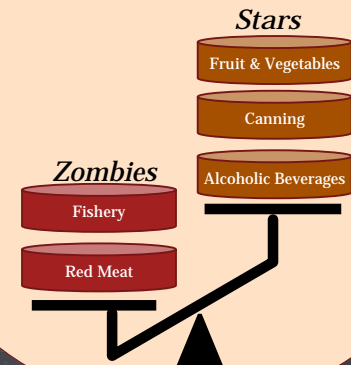 Stars
Fruit & Vegetables
Canning
Alcoholic Beverages
Zombies
Fishery
Red Meat